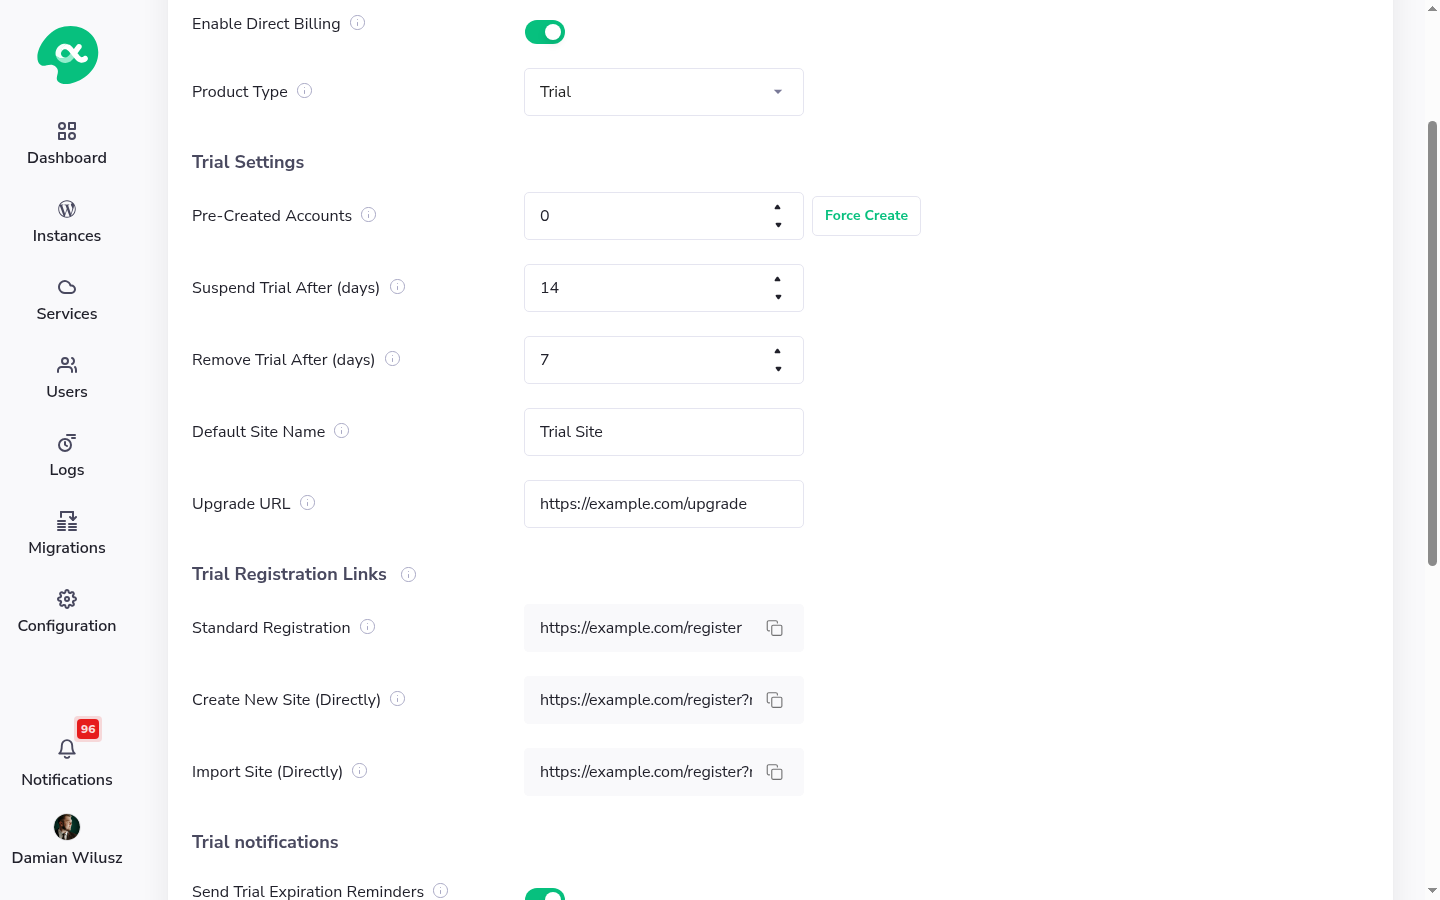 Dashboard
Instances
Services
Users
Logs
Migrations
Configuration
96
Notifications
Damian Wilusz
Enable Direct Billing
Product Type
Trial
Trial Settings
Pre-Created Accounts
0
Force Create
Suspend Trial After (days)
14
Remove Trial After (days)
7
Default Site Name
Trial Site
Upgrade URL
https://example.com/upgrade
Trial Registration Links
Standard Registration
https://example.com/register
Create New Site (Directly)
https://example.com/register?
Import Site (Directly)
https://example.com/register?
Trial notifications
Send Trial Expiration Reminders